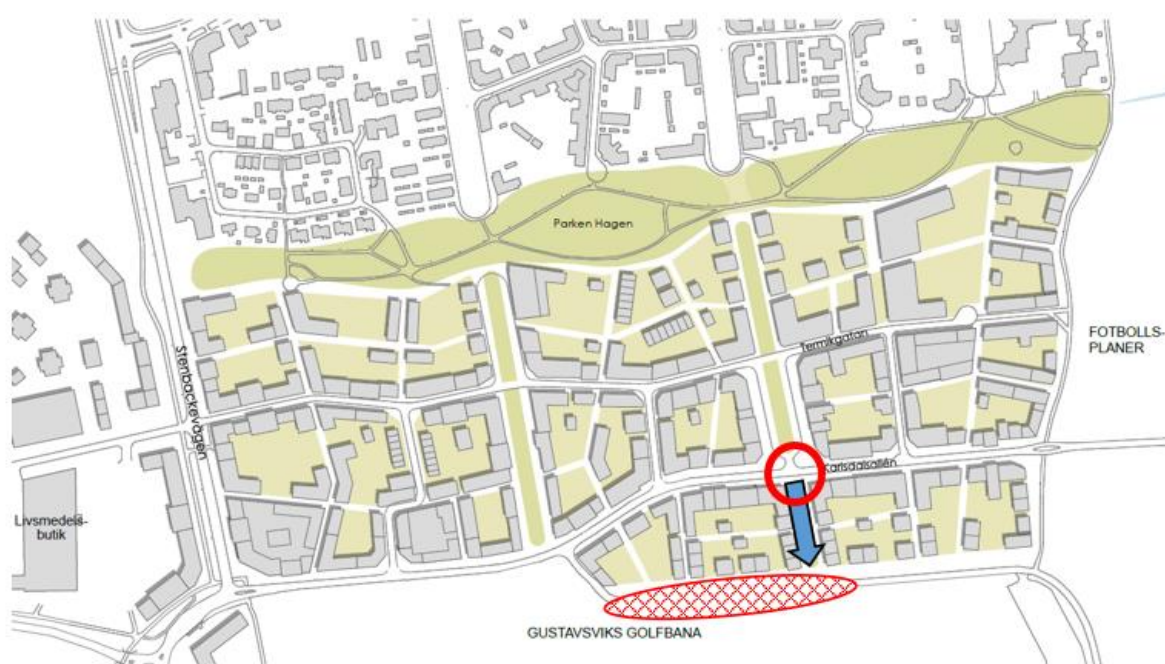 Parken Hagen
FOTBOLLS-
PLANER
Termikgatan
Stenbackevägen
Karlsdalsallén
Livsmedels-
butik
GUSTAVSVIKS GOLFBANA